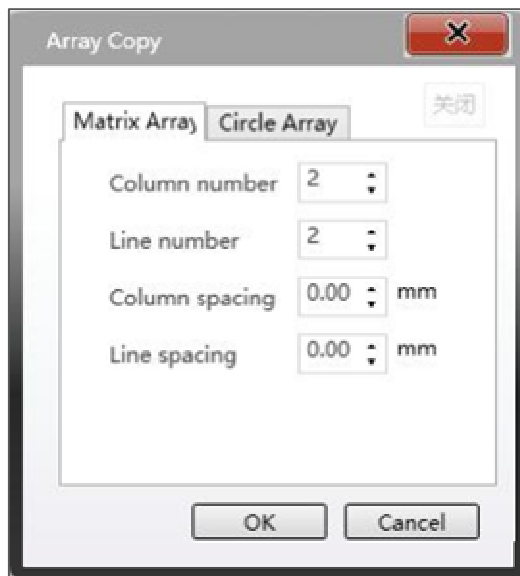 Array Copy
关闭
Matrix Array Circle Array
Column number 2
Line number 2
Column spacing 0.00 mm
Line spacing 0.00 mm
OK Cancel